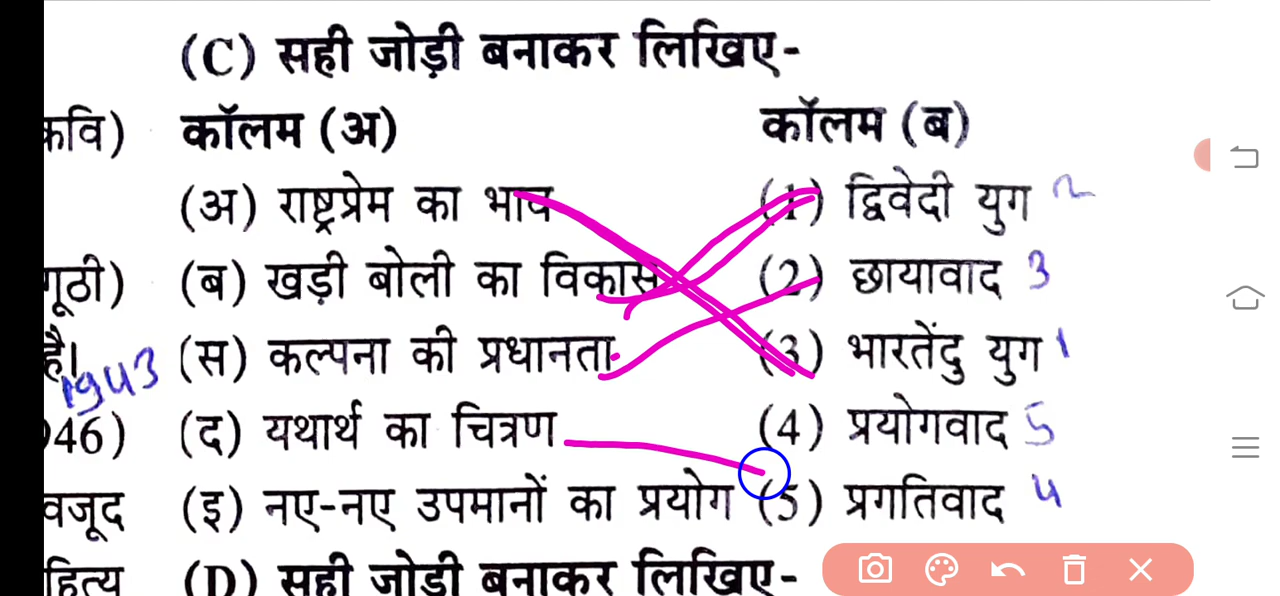 (C) सही जोड़ी बनाकर लिखिए-
कवि) कॉलम (अ) कॉलम (ब)
(अ) राष्ट्रप्रेम का भाव (1) द्विवेदी युग 2
गूठी) (ब) खड़ी बोली का विकास (2) छायावाद 3
है। (स) कल्पना की प्रधानता (3) भारतेंदु युग 1
1943
946) (द) यथार्थ का चित्रण (4) प्रयोगवाद 5
वजूद (इ) नए-नए उपमानों का प्रयोग (5) प्रगतिवाद 4
हित्य (D) सही जोड़ी बनाकर लिखिए-